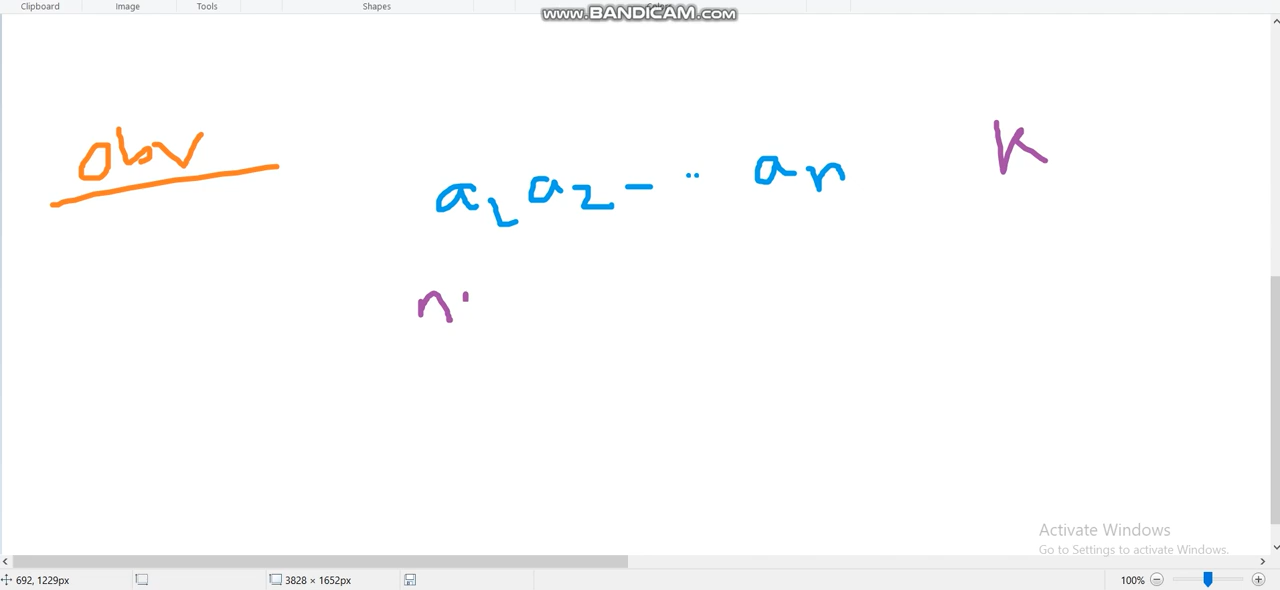 Clipboard Image Tools Shapes Colors
www.BANDICAM.com
obv
a1 a2 - .. an
K
n
Activate Windows
Go to Settings to activate Windows.
692, 1229px 3828 × 1652px 100%